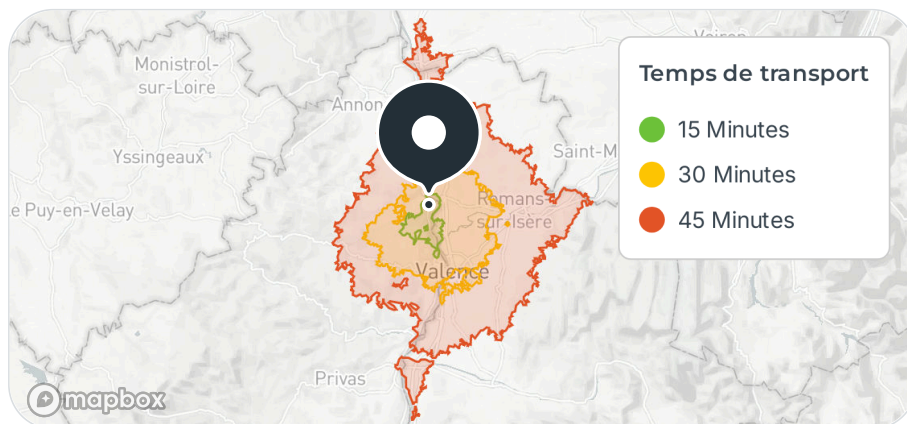 Voiron
Temps de transport
Monistrol-
sur-Loire
Annon
15 Minutes
Yssingeaux
Saint-M
30 Minutes
e Puy-en-Velay
Romans-
sur-Isère
45 Minutes
Valence
Privas
mapbox